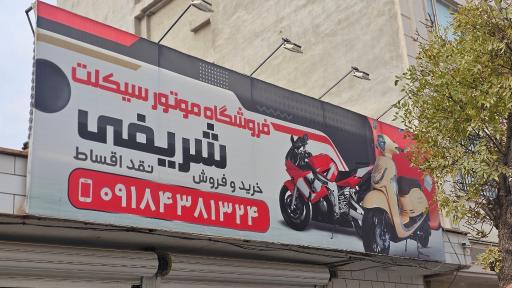 فروشگاه موتور سیکلت
شریفی
خرید و فروش نقد اقساط
۰۹۱۸۴۳۸۱۳۲۴